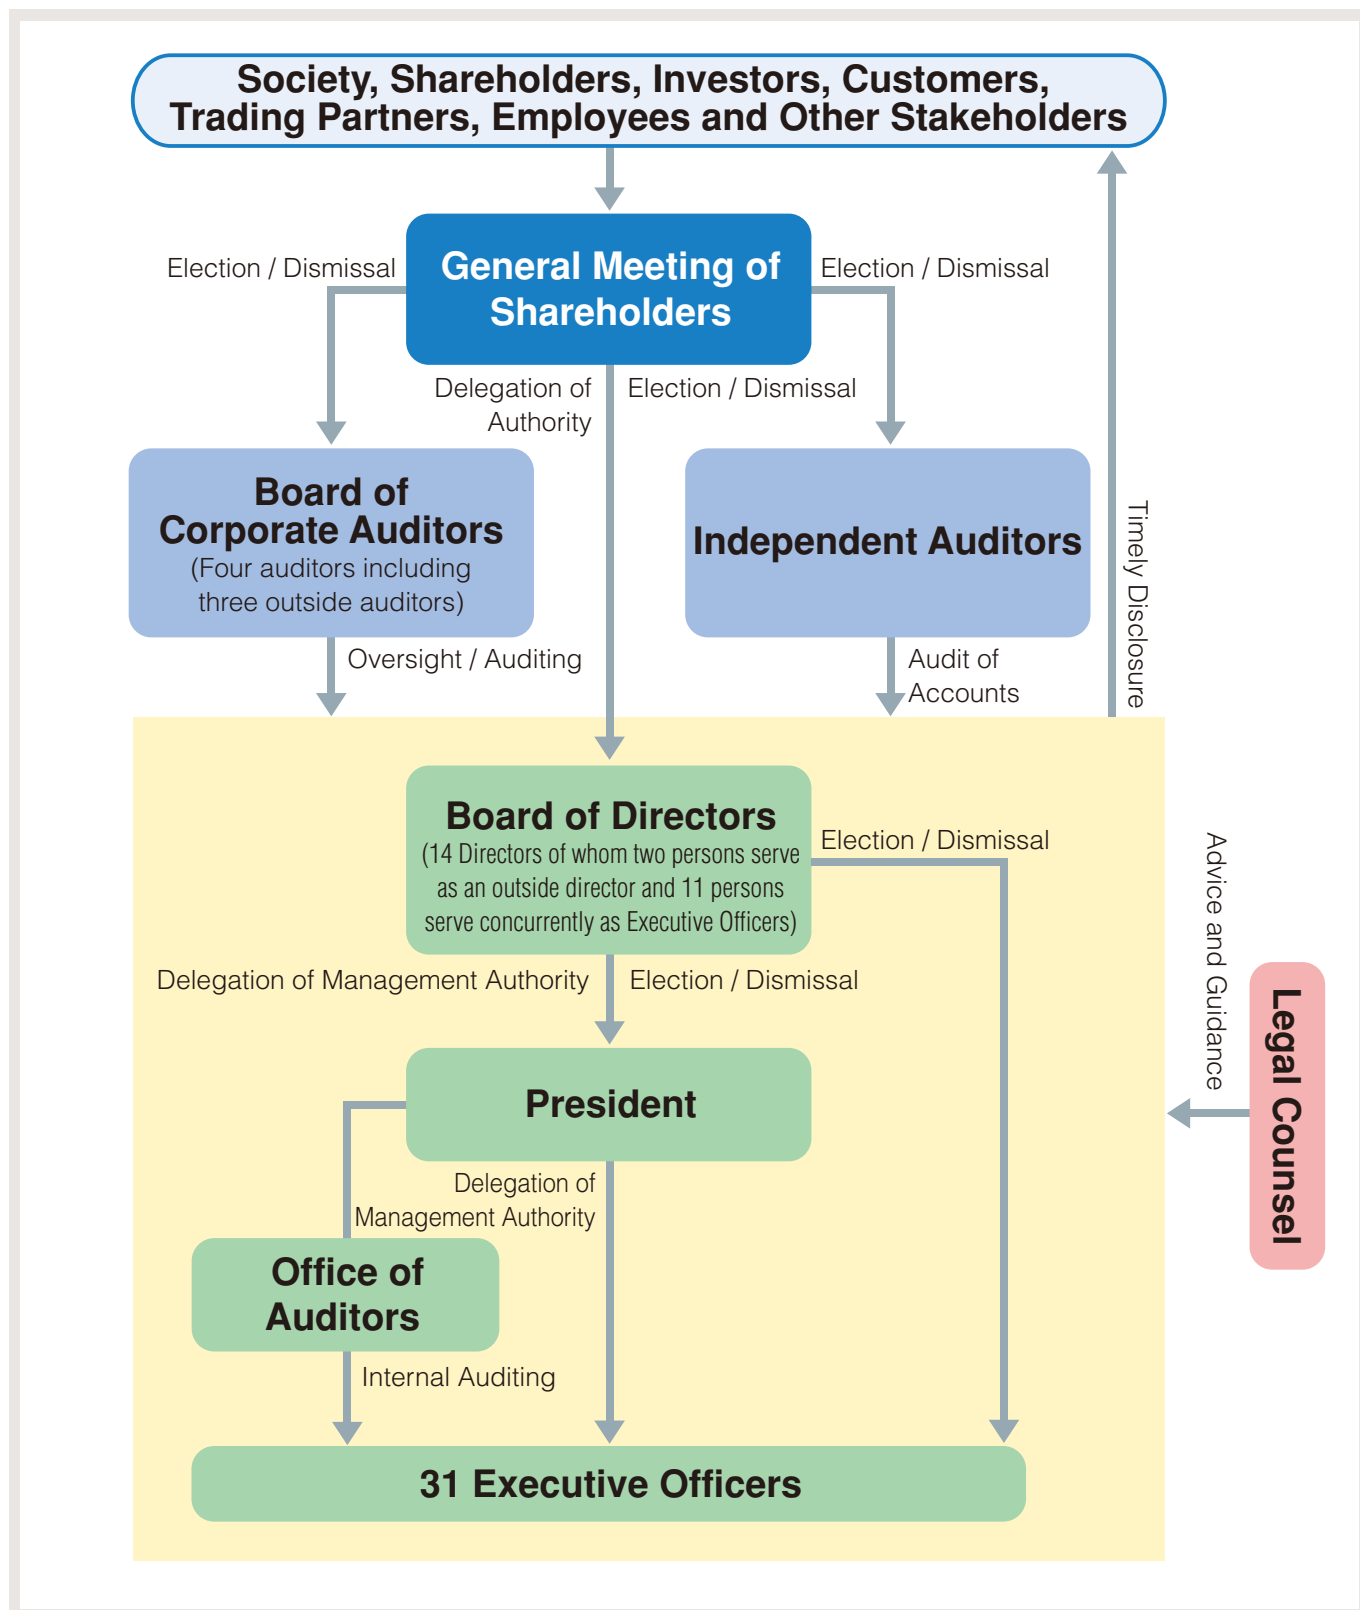 Society, Shareholders, Investors, Customers,
Trading Partners, Employees and Other Stakeholders
Election / Dismissal
General Meeting of
Shareholders
Election / Dismissal
Delegation of
Authority
Election / Dismissal
Board of
Corporate Auditors
(Four auditors including
three outside auditors)
Independent Auditors
Timely Disclosure
Oversight / Auditing
Audit of
Accounts
Board of Directors
(14 Directors of whom two persons serve
as an outside director and 11 persons
serve concurrently as Executive Officers)
Election / Dismissal
Advice and Guidance
Legal Counsel
Delegation of Management Authority
Election / Dismissal
President
Delegation of
Management Authority
Office of
Auditors
Internal Auditing
31 Executive Officers